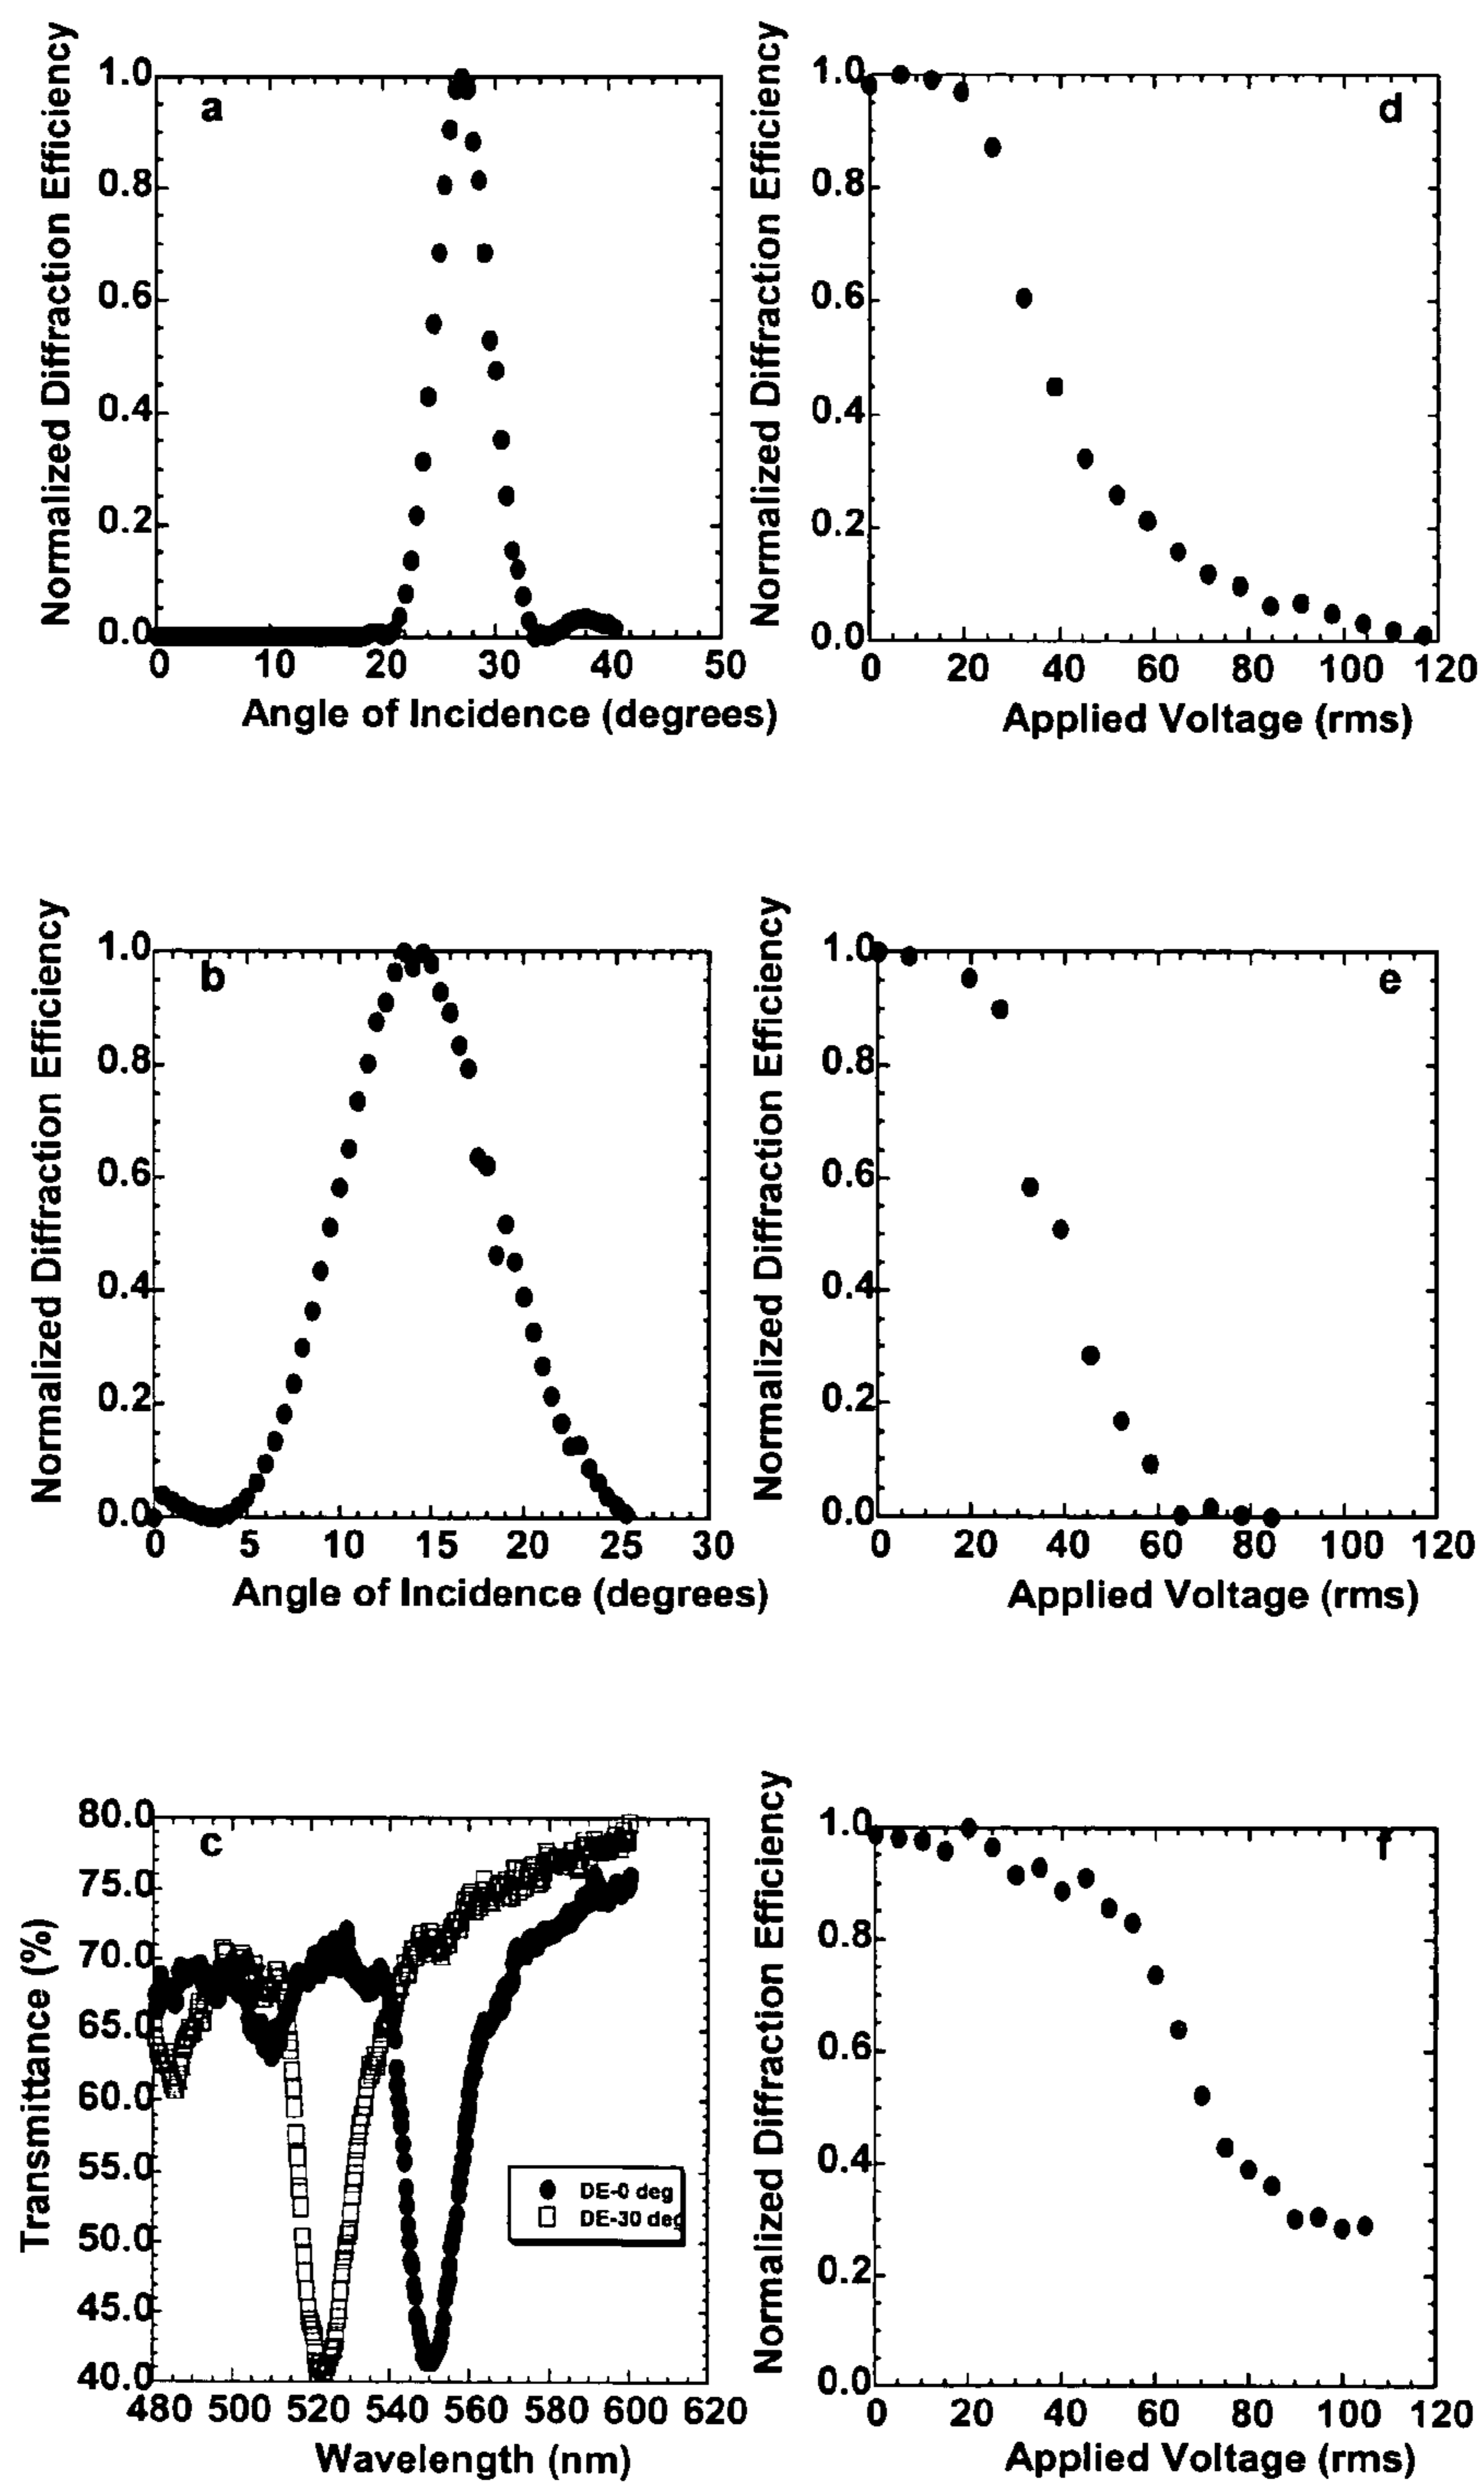 Normalized Diffraction Efficiency
1.0
0.8
0.6
0.4
0.2
0.0
a
0 10 20 30 40 50
Angle of Incidence (degrees)
Normalized Diffraction Efficiency
1.0
0.8
0.6
0.4
0.2
0.0
d
0 20 40 60 80 100 120
Applied Voltage (rms)
Normalized Diffraction Efficiency
1.0
0.8
0.6
0.4
0.2
0.0
b
0 5 10 15 20 25 30
Angle of Incidence (degrees)
Normalized Diffraction Efficiency
1.0
0.8
0.6
0.4
0.2
0.0
e
0 20 40 60 80 100 120
Applied Voltage (rms)
Transmittance (%)
80.0
75.0
70.0
65.0
60.0
55.0
50.0
45.0
40.0
c
DE-0 deg
DE-30 deg
480 500 520 540 560 580 600 620
Wavelength (nm)
Normalized Diffraction Efficiency
1.0
0.8
0.6
0.4
0.2
0.0
f
0 20 40 60 80 100 120
Applied Voltage (rms)